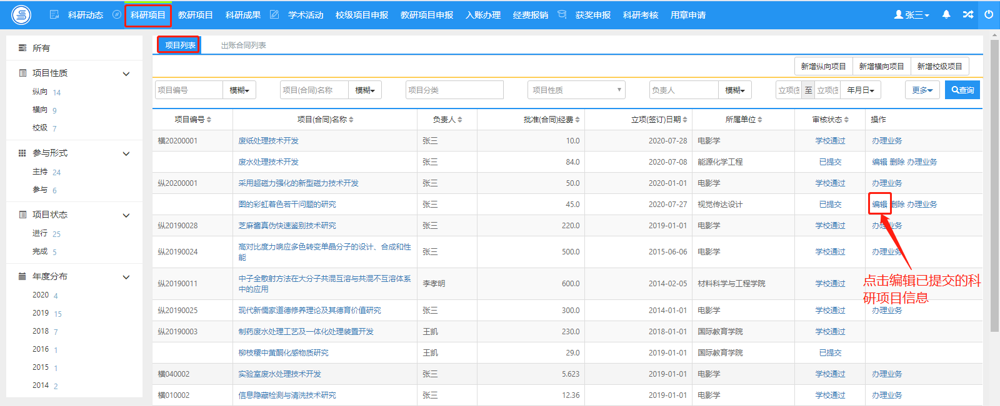 科研动态 科研项目 教研项目 科研成果 学术活动 校级项目申报 教研项目申报 入账办理 经费报销 获奖申报 科研考核 用章申请 张三
所有
项目性质
纵向 14
横向 9
校级 7
参与形式
主持 24
参与 6
项目状态
进行 25
完成 5
年度分布
2020 4
2019 15
2018 7
2016 1
2015 1
2014 2
项目列表 出账合同列表
新增纵向项目 新增横向项目 新增校级项目
项目编号 模糊 项目(合同)名称 模糊 项目分类 项目性质 负责人 模糊 立项(签 至 立项(签 年月日 更多 查询
项目编号 项目(合同)名称 负责人 批准(合同)经费 立项(签订)日期 所属单位 审核状态 操作
横20200001 废纸处理技术开发 张三 10.0 2020-07-28 电影学 学校通过 办理业务
废水处理技术开发 张三 84.0 2020-07-08 能源化学工程 已提交 编辑 删除 办理业务
纵20200001 采用超磁力强化的新型磁力技术开发 张三 50.0 2020-01-01 电影学 学校通过 办理业务
图的彩虹着色若干问题的研究 张三 45.0 2020-07-27 视觉传达设计 已提交 编辑 删除 办理业务
纵20190028 芝麻酱真伪快速鉴别技术研究 张三 220.0 2019-01-01 电影学 学校通过 办理业务
纵20190024 高对比度力响应多色转变单晶分子的设计、合成和性
能 张三 500.0 2015-06-06 电影学 学校通过 办理业务
纵20190011 中子全散射方法在大分子共混互溶与共混不互溶体系
中的应用 李孝明 600.0 2014-02-05 材料科学与工程学院 学校通过
点击编辑已提交的科
研项目信息
纵20190025 现代新儒家道德修养理论及其德育价值研究 张三 300.0 2014-01-01 电影学 学校通过 办理业务
纵20190003 制药废水处理工艺及一体化处理装置开发 王凯 230.0 2018-01-01 国际教育学院 学校通过
柳枝稷中黄酮化感物质研究 王凯 29.0 2019-01-01 国际教育学院 已提交
横040002 实验室废水处理技术开发 张三 5.623 2019-01-01 电影学 学校通过 办理业务
横010002 信息隐藏检测与清洗技术研究 张三 12.36 2019-01-01 电影学 学校通过 办理业务